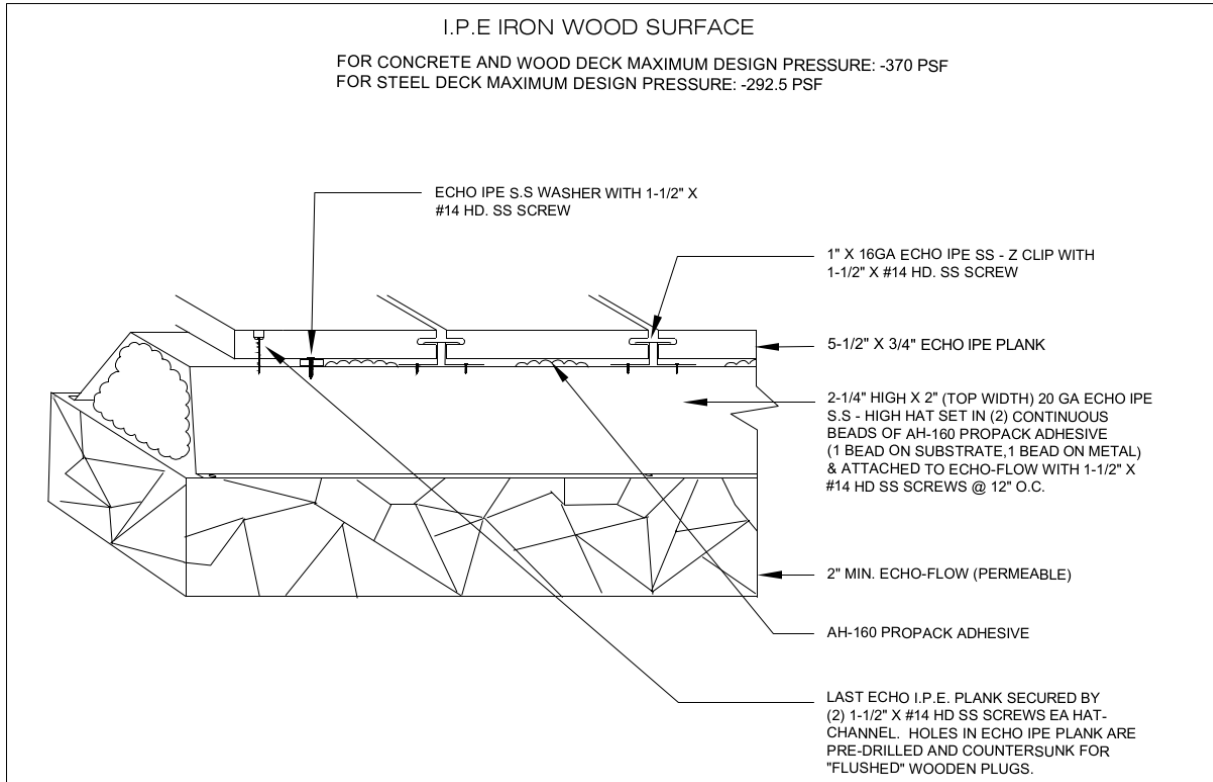 I.P.E IRON WOOD SURFACE
FOR CONCRETE AND WOOD DECK MAXIMUM DESIGN PRESSURE: -370 PSF
FOR STEEL DECK MAXIMUM DESIGN PRESSURE: -292.5 PSF
ECHO IPE S.S WASHER WITH 1-1/2" X
#14 HD. SS SCREW
1" X 16GA ECHO IPE SS - Z CLIP WITH
1-1/2" X #14 HD. SS SCREW
5-1/2" X 3/4" ECHO IPE PLANK
2-1/4" HIGH X 2" (TOP WIDTH) 20 GA ECHO IPE
S.S - HIGH HAT SET IN (2) CONTINUOUS
BEADS OF AH-160 PROPACK ADHESIVE
(1 BEAD ON SUBSTRATE,1 BEAD ON METAL)
& ATTACHED TO ECHO-FLOW WITH 1-1/2" X
#14 HD SS SCREWS @ 12" O.C.
2" MIN. ECHO-FLOW (PERMEABLE)
AH-160 PROPACK ADHESIVE
LAST ECHO I.P.E. PLANK SECURED BY
(2) 1-1/2" X #14 HD SS SCREWS EA HAT-
CHANNEL. HOLES IN ECHO IPE PLANK ARE
PRE-DRILLED AND COUNTERSUNK FOR
"FLUSHED" WOODEN PLUGS.